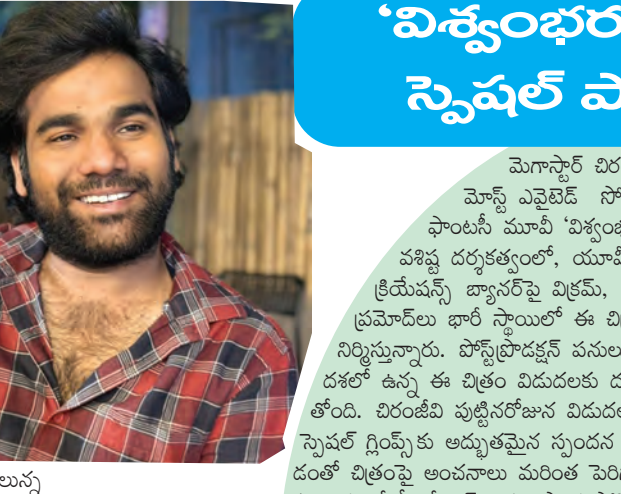 ‘విశ్వంభర
స్పెషల్ పా
మెగాస్టార్ చిర
మోస్ట్ ఎవైటెడ్ సో
ఫాంటసీ మూవీ ‘విశ్వంభ
వశిష్ట దర్శకత్వంలో, యూవీ
క్రియేషన్స్ బ్యానర్‌పై విక్రమ్,
ప్రమోద్‌లు భారీ స్థాయిలో ఈ చి
నిర్మిస్తున్నారు. పోస్ట్‌ప్రొడక్షన్ పనుల
దశలో ఉన్న ఈ చిత్రం విడుదలకు ద
తోంది. చిరంజీవి పుట్టినరోజున విడుదల
స్పెషల్ గ్లింప్స్‌కు అద్భుతమైన స్పందన
డంతో చిత్రంపై అంచనాలు మరింత పెరి
లున్న